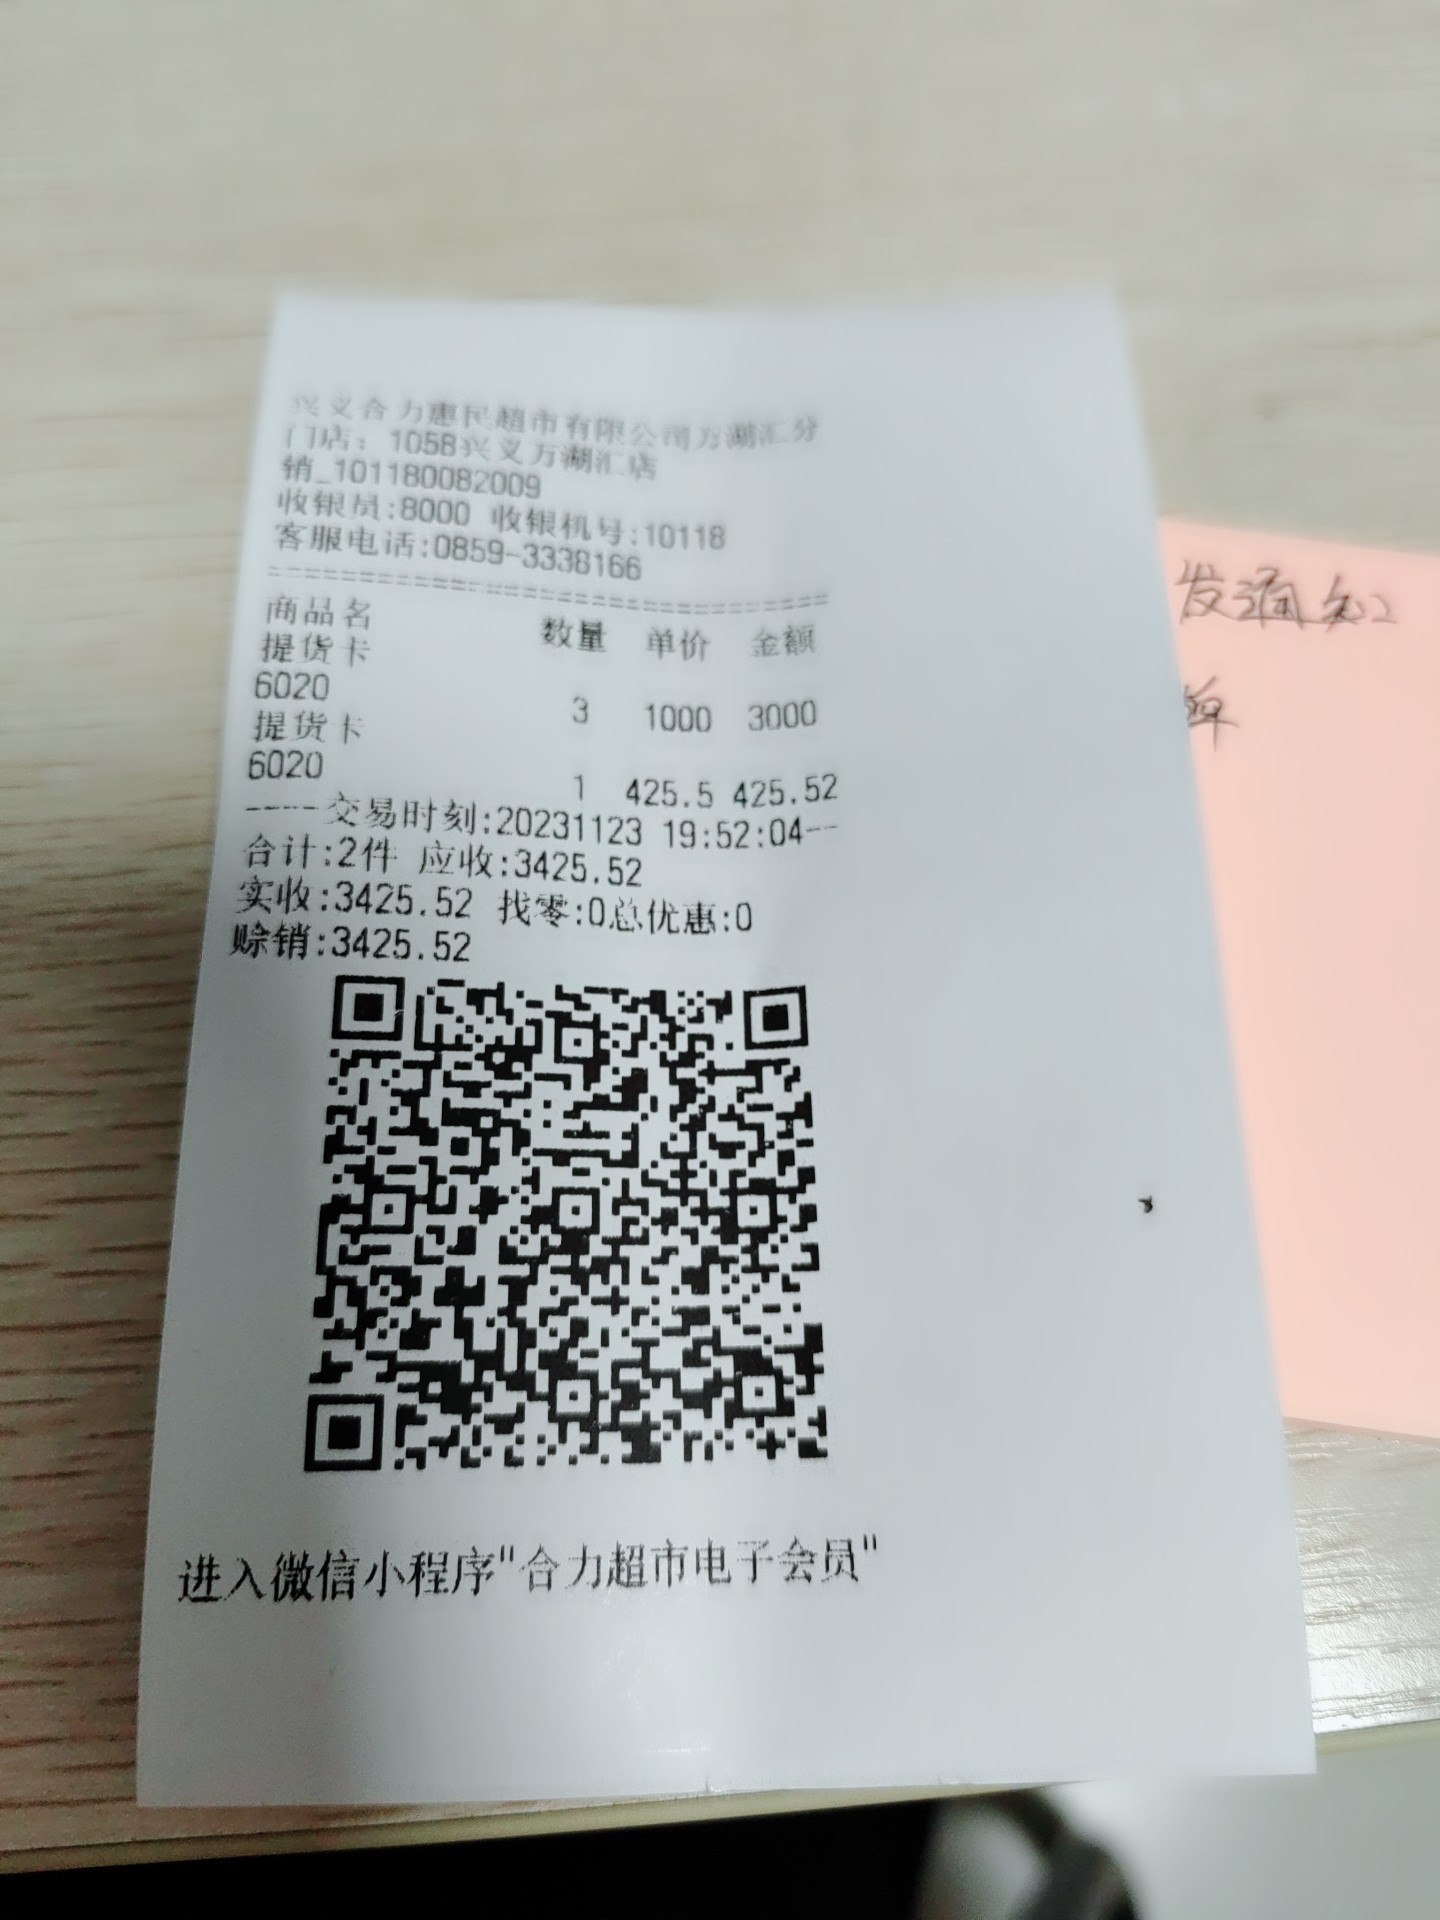 兴义合力惠民超市有限公司万湖汇分
门店：1058兴义万湖汇店
销_101180082009
收银员:8000 收银机号:10118
客服电话:0859-3338166
================================
商品名 数量 单价 金额
提货卡
6020 3 1000 3000
提货卡
6020 1 425.5 425.52
----交易时刻:20231123 19:52:04--
合计:2件 应收:3425.52
实收:3425.52 找零:0总优惠:0
赊销:3425.52
进入微信小程序"合力超市电子会员"
发通知
单